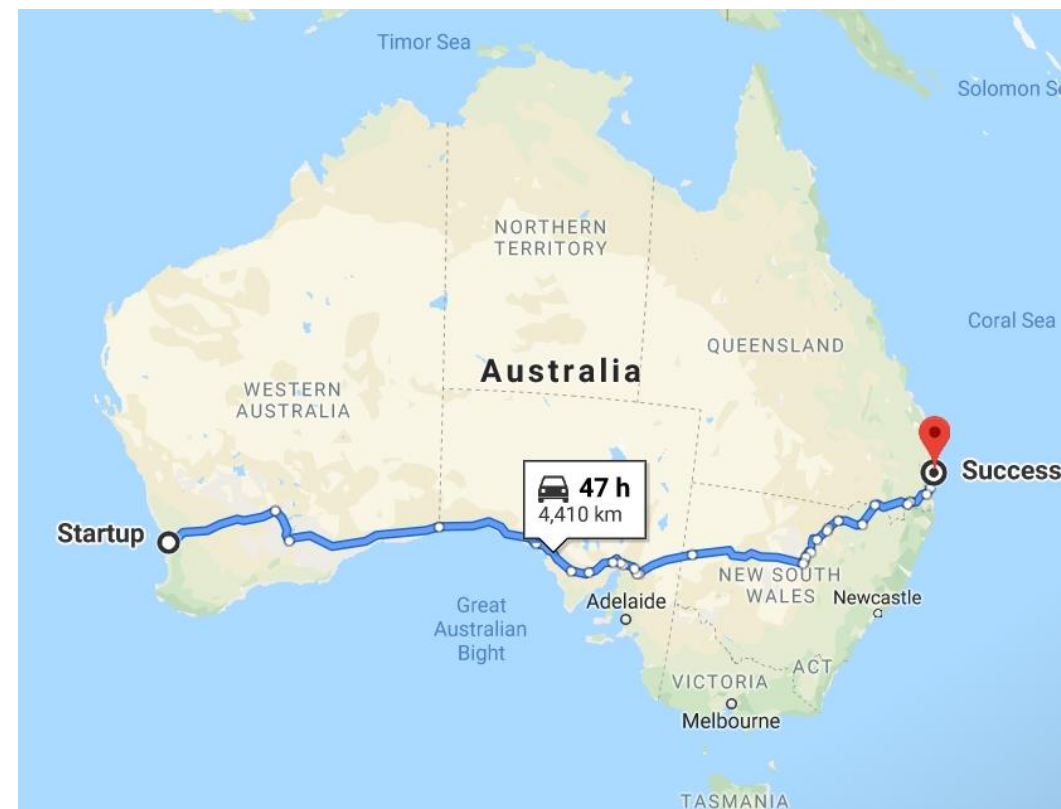 Timor Sea
Solomon Se
NORTHERN
TERRITORY
Coral Sea
QUEENSLAND
Australia
WESTERN
AUSTRALIA
Success
47 h
4,410 km
Startup
NEW SOUTH
WALES
Newcastle
Adelaide
Great
Australian
Bight
ACT
VICTORIA
Melbourne
TASMANIA